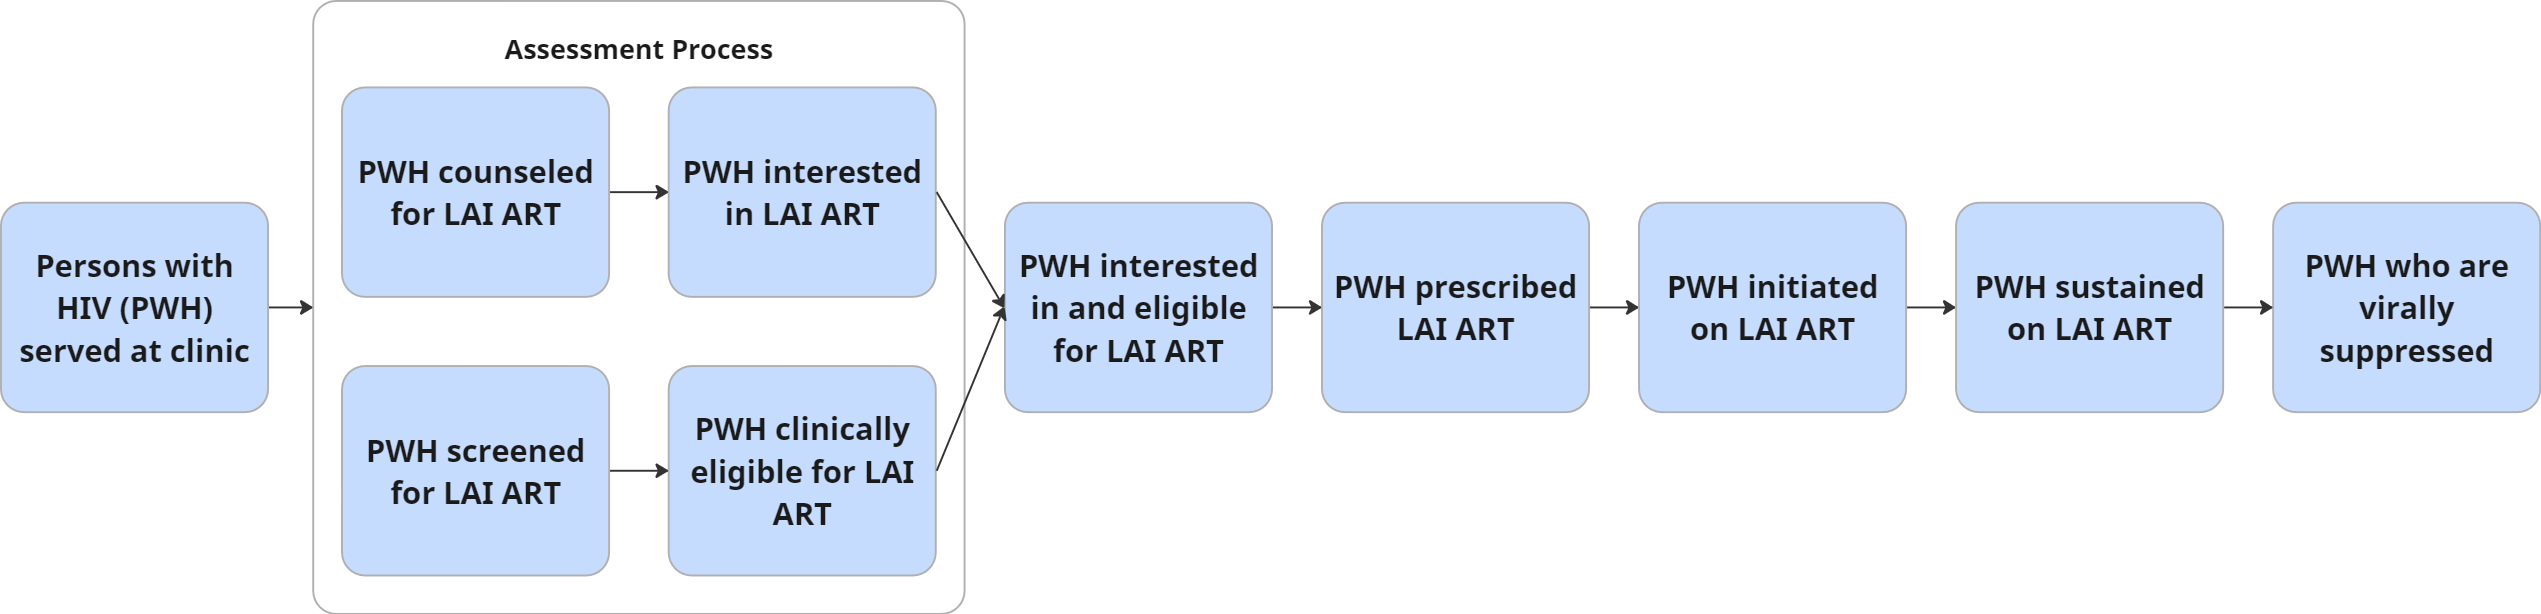 Persons with
HIV (PWH)
served at clinic
Assessment Process
PWH counseled
for LAI ART
PWH interested
in LAI ART
PWH screened
for LAI ART
PWH clinically
eligible for LAI
ART
PWH interested
in and eligible
for LAI ART
PWH prescribed
LAI ART
PWH initiated
on LAI ART
PWH sustained
on LAI ART
PWH who are
virally
suppressed